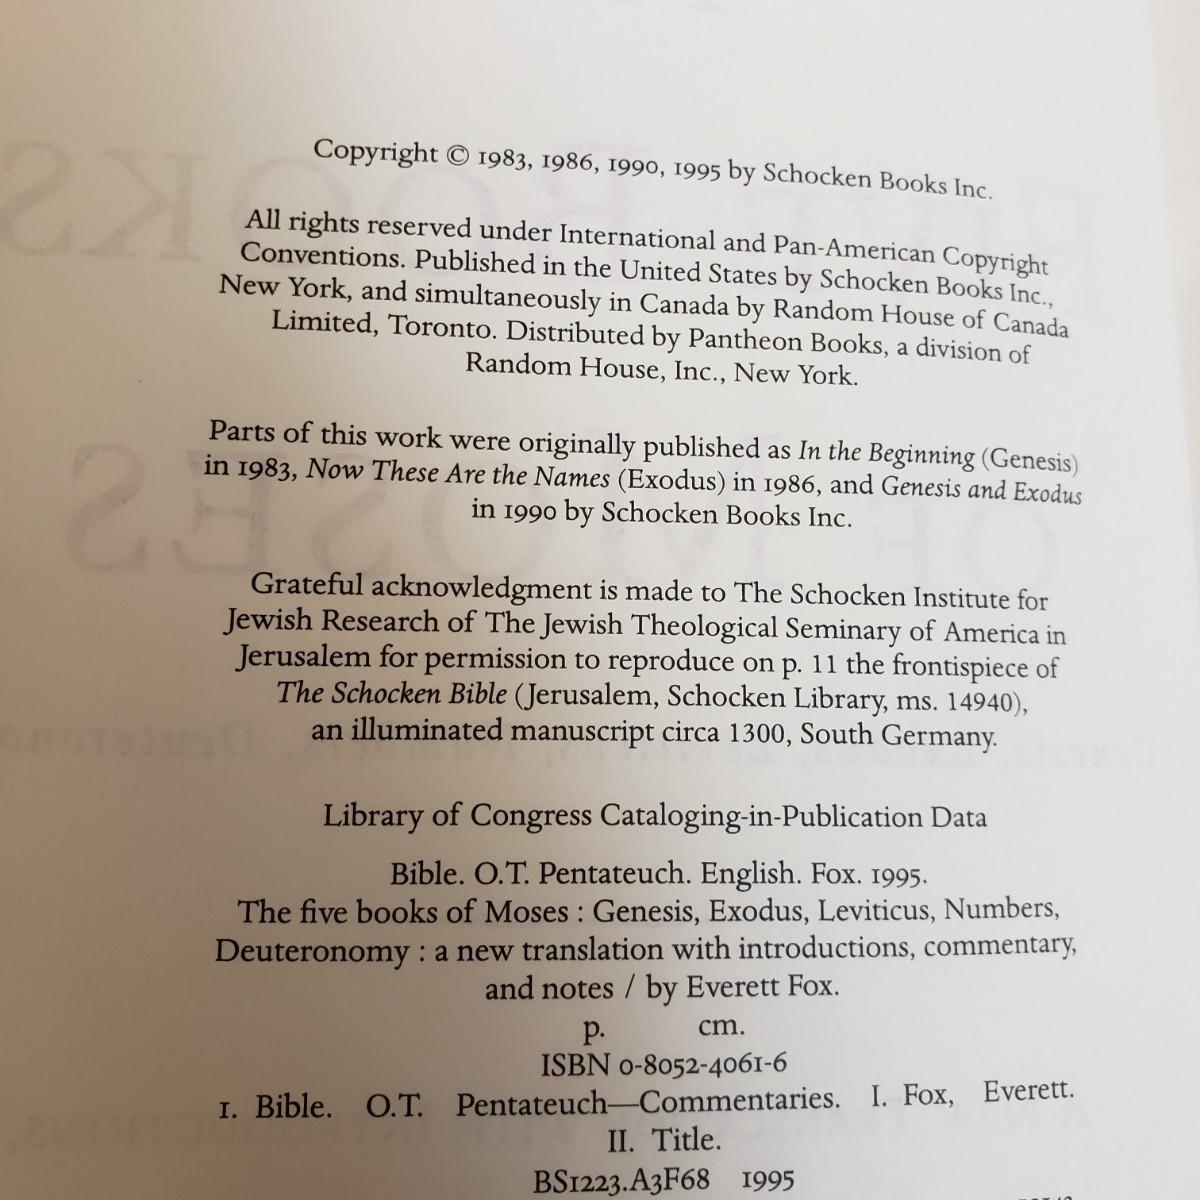 Copyright © 1983, 1986, 1990, 1995 by Schocken Books Inc.
All rights reserved under International and Pan-American Copyright
Conventions. Published in the United States by Schocken Books Inc.,
New York, and simultaneously in Canada by Random House of Canada
Limited, Toronto. Distributed by Pantheon Books, a division of
Random House, Inc., New York.
Parts of this work were originally published as In the Beginning (Genesis)
in 1983, Now These Are the Names (Exodus) in 1986, and Genesis and Exodus
in 1990 by Schocken Books Inc.
Grateful acknowledgment is made to The Schocken Institute for
Jewish Research of The Jewish Theological Seminary of America in
Jerusalem for permission to reproduce on p. 11 the frontispiece of
The Schocken Bible (Jerusalem, Schocken Library, ms. 14940),
an illuminated manuscript circa 1300, South Germany.
Library of Congress Cataloging-in-Publication Data
Bible. O.T. Pentateuch. English. Fox. 1995.
The five books of Moses : Genesis, Exodus, Leviticus, Numbers,
Deuteronomy : a new translation with introductions, commentary,
and notes / by Everett Fox.
p. cm.
ISBN 0-8052-4061-6
1. Bible. O.T. Pentateuch—Commentaries. I. Fox, Everett.
II. Title.
BS1223.A3F68 1995